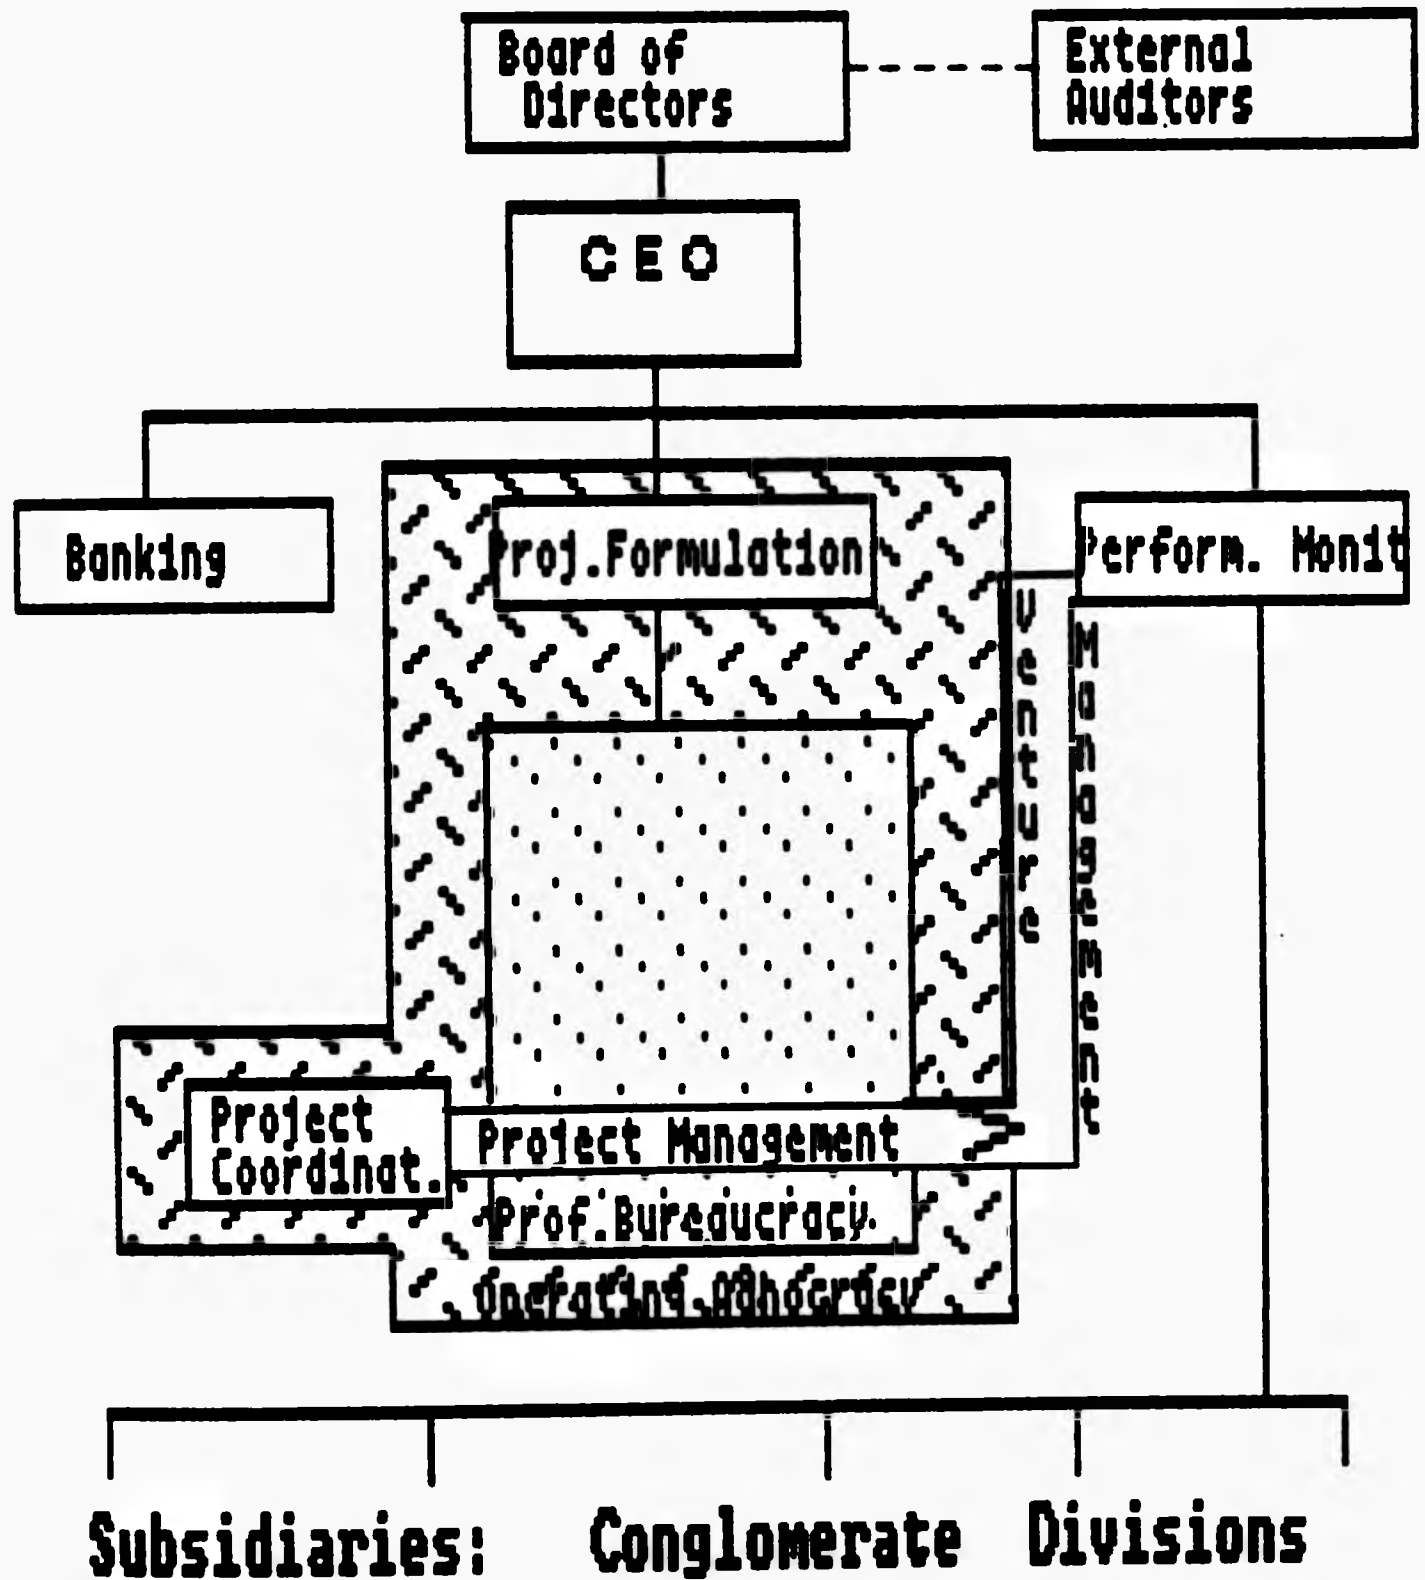 Board of
Directors
External
Auditors
CEO
Banking
Proj.Formulation
Perform. Monit
Venture
Management
Project
Coordinat.
Project Management
Prof.Bureaucracy.
Operating Adhocracy
Subsidiaries: Conglomerate Divisions